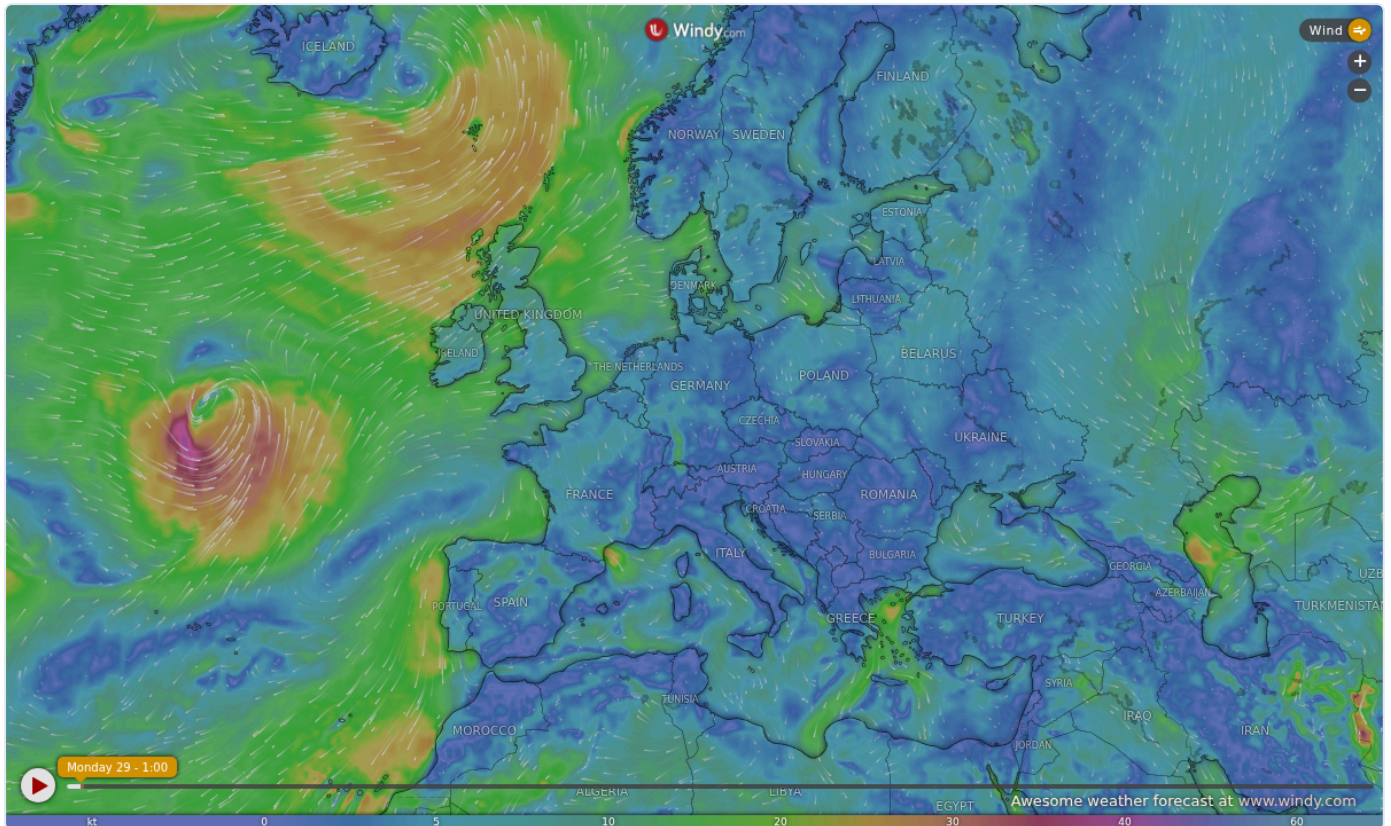 Windy.com
Wind
ICELAND
FINLAND
NORWAY
SWEDEN
ESTONIA
LATVIA
DENMARK
LITHUANIA
UNITED KINGDOM
IRELAND
BELARUS
THE NETHERLANDS
GERMANY
POLAND
CZECHIA
UKRAINE
SLOVAKIA
AUSTRIA
HUNGARY
FRANCE
ROMANIA
CROATIA
SERBIA
ITALY
BULGARIA
GEORGIA
UZB
AZERBAIJAN
PORTUGAL
SPAIN
TURKMENISTAN
GREECE
TURKEY
SYRIA
TUNISIA
MOROCCO
IRAQ
IRAN
JORDAN
Monday 29 - 1:00
ALGERIA
LIBYA
EGYPT
Awesome weather forecast at www.windy.com
kt 0 5 10 20 30 40 60